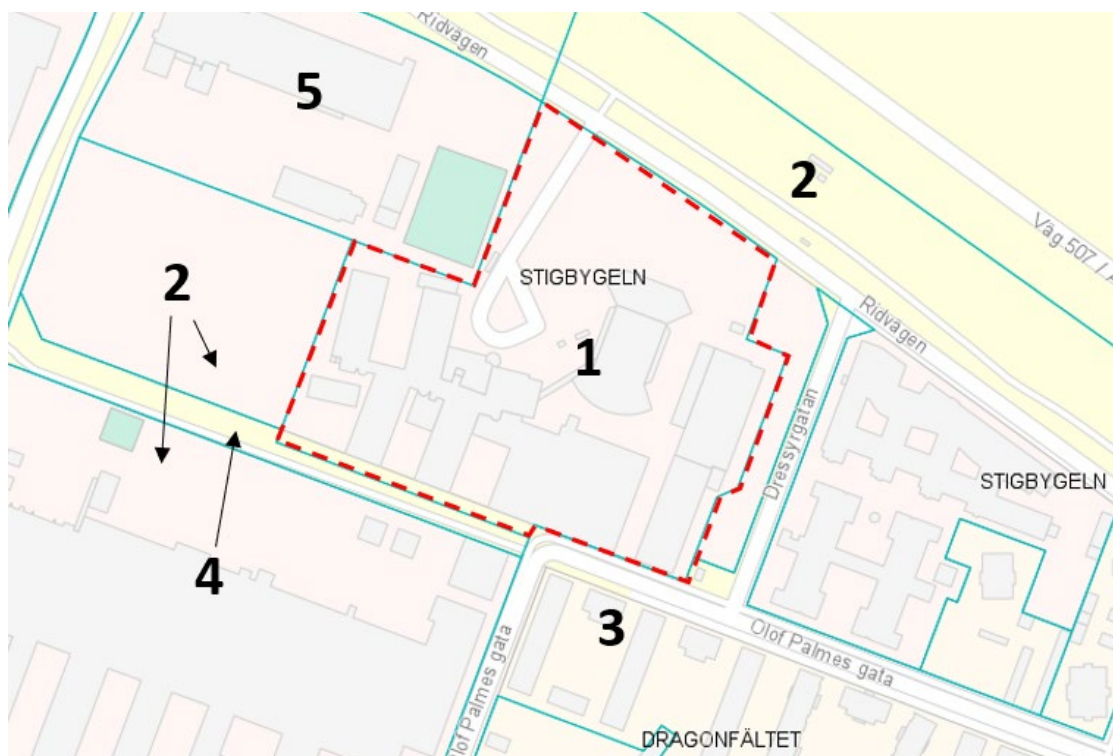 Ridvägen
5
2
Väg 507 / A
STIGBYGELN
2
1
Ridvägen
Dressyrgatan
STIGBYGELN
4
3
Olof Palmes gata
Olof Palmes gata
DRAGONFÄLTET